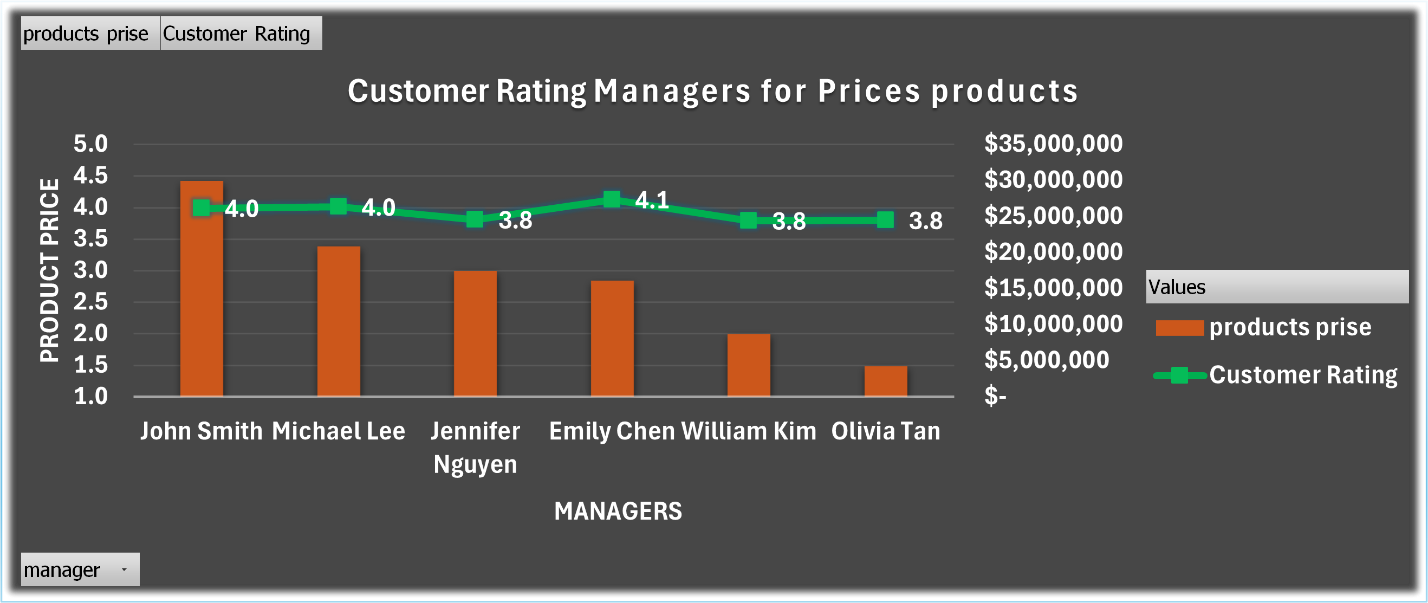 products prise
Customer Rating
Customer Rating Managers for Prices products
PRODUCT PRICE
5.0
4.5
4.0
3.5
3.0
2.5
2.0
1.5
1.0
4.0
4.0
3.8
4.1
3.8
3.8
$35,000,000
$30,000,000
$25,000,000
$20,000,000
$15,000,000
$10,000,000
$5,000,000
$-
John Smith
Michael Lee
Jennifer
Nguyen
Emily Chen
William Kim
Olivia Tan
MANAGERS
Values
products prise
Customer Rating
manager